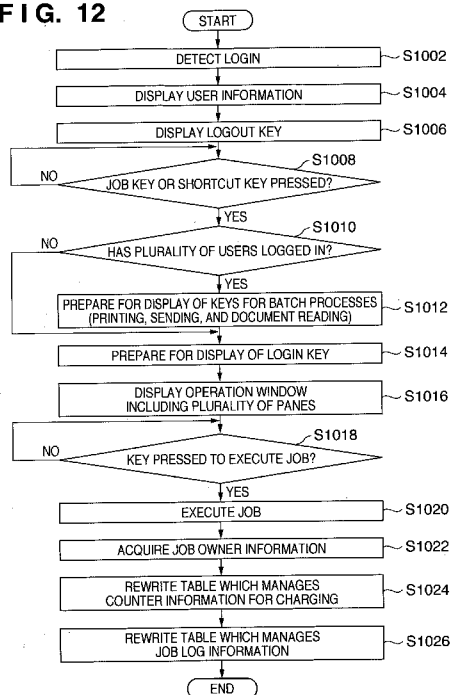 FIG. 12
START
DETECT LOGIN
S1002
DISPLAY USER INFORMATION
S1004
DISPLAY LOGOUT KEY
S1006
S1008
NO
JOB KEY OR SHORTCUT KEY PRESSED?
YES
S1010
NO
HAS PLURALITY OF USERS LOGGED IN?
YES
PREPARE FOR DISPLAY OF KEYS FOR BATCH PROCESSES
(PRINTING, SENDING, AND DOCUMENT READING)
S1012
PREPARE FOR DISPLAY OF LOGIN KEY
S1014
DISPLAY OPERATION WINDOW
INCLUDING PLURALITY OF PANES
S1016
S1018
NO
KEY PRESSED TO EXECUTE JOB?
YES
EXECUTE JOB
S1020
ACQUIRE JOB OWNER INFORMATION
S1022
REWRITE TABLE WHICH MANAGES
COUNTER INFORMATION FOR CHARGING
S1024
REWRITE TABLE WHICH MANAGES
JOB LOG INFORMATION
S1026
END